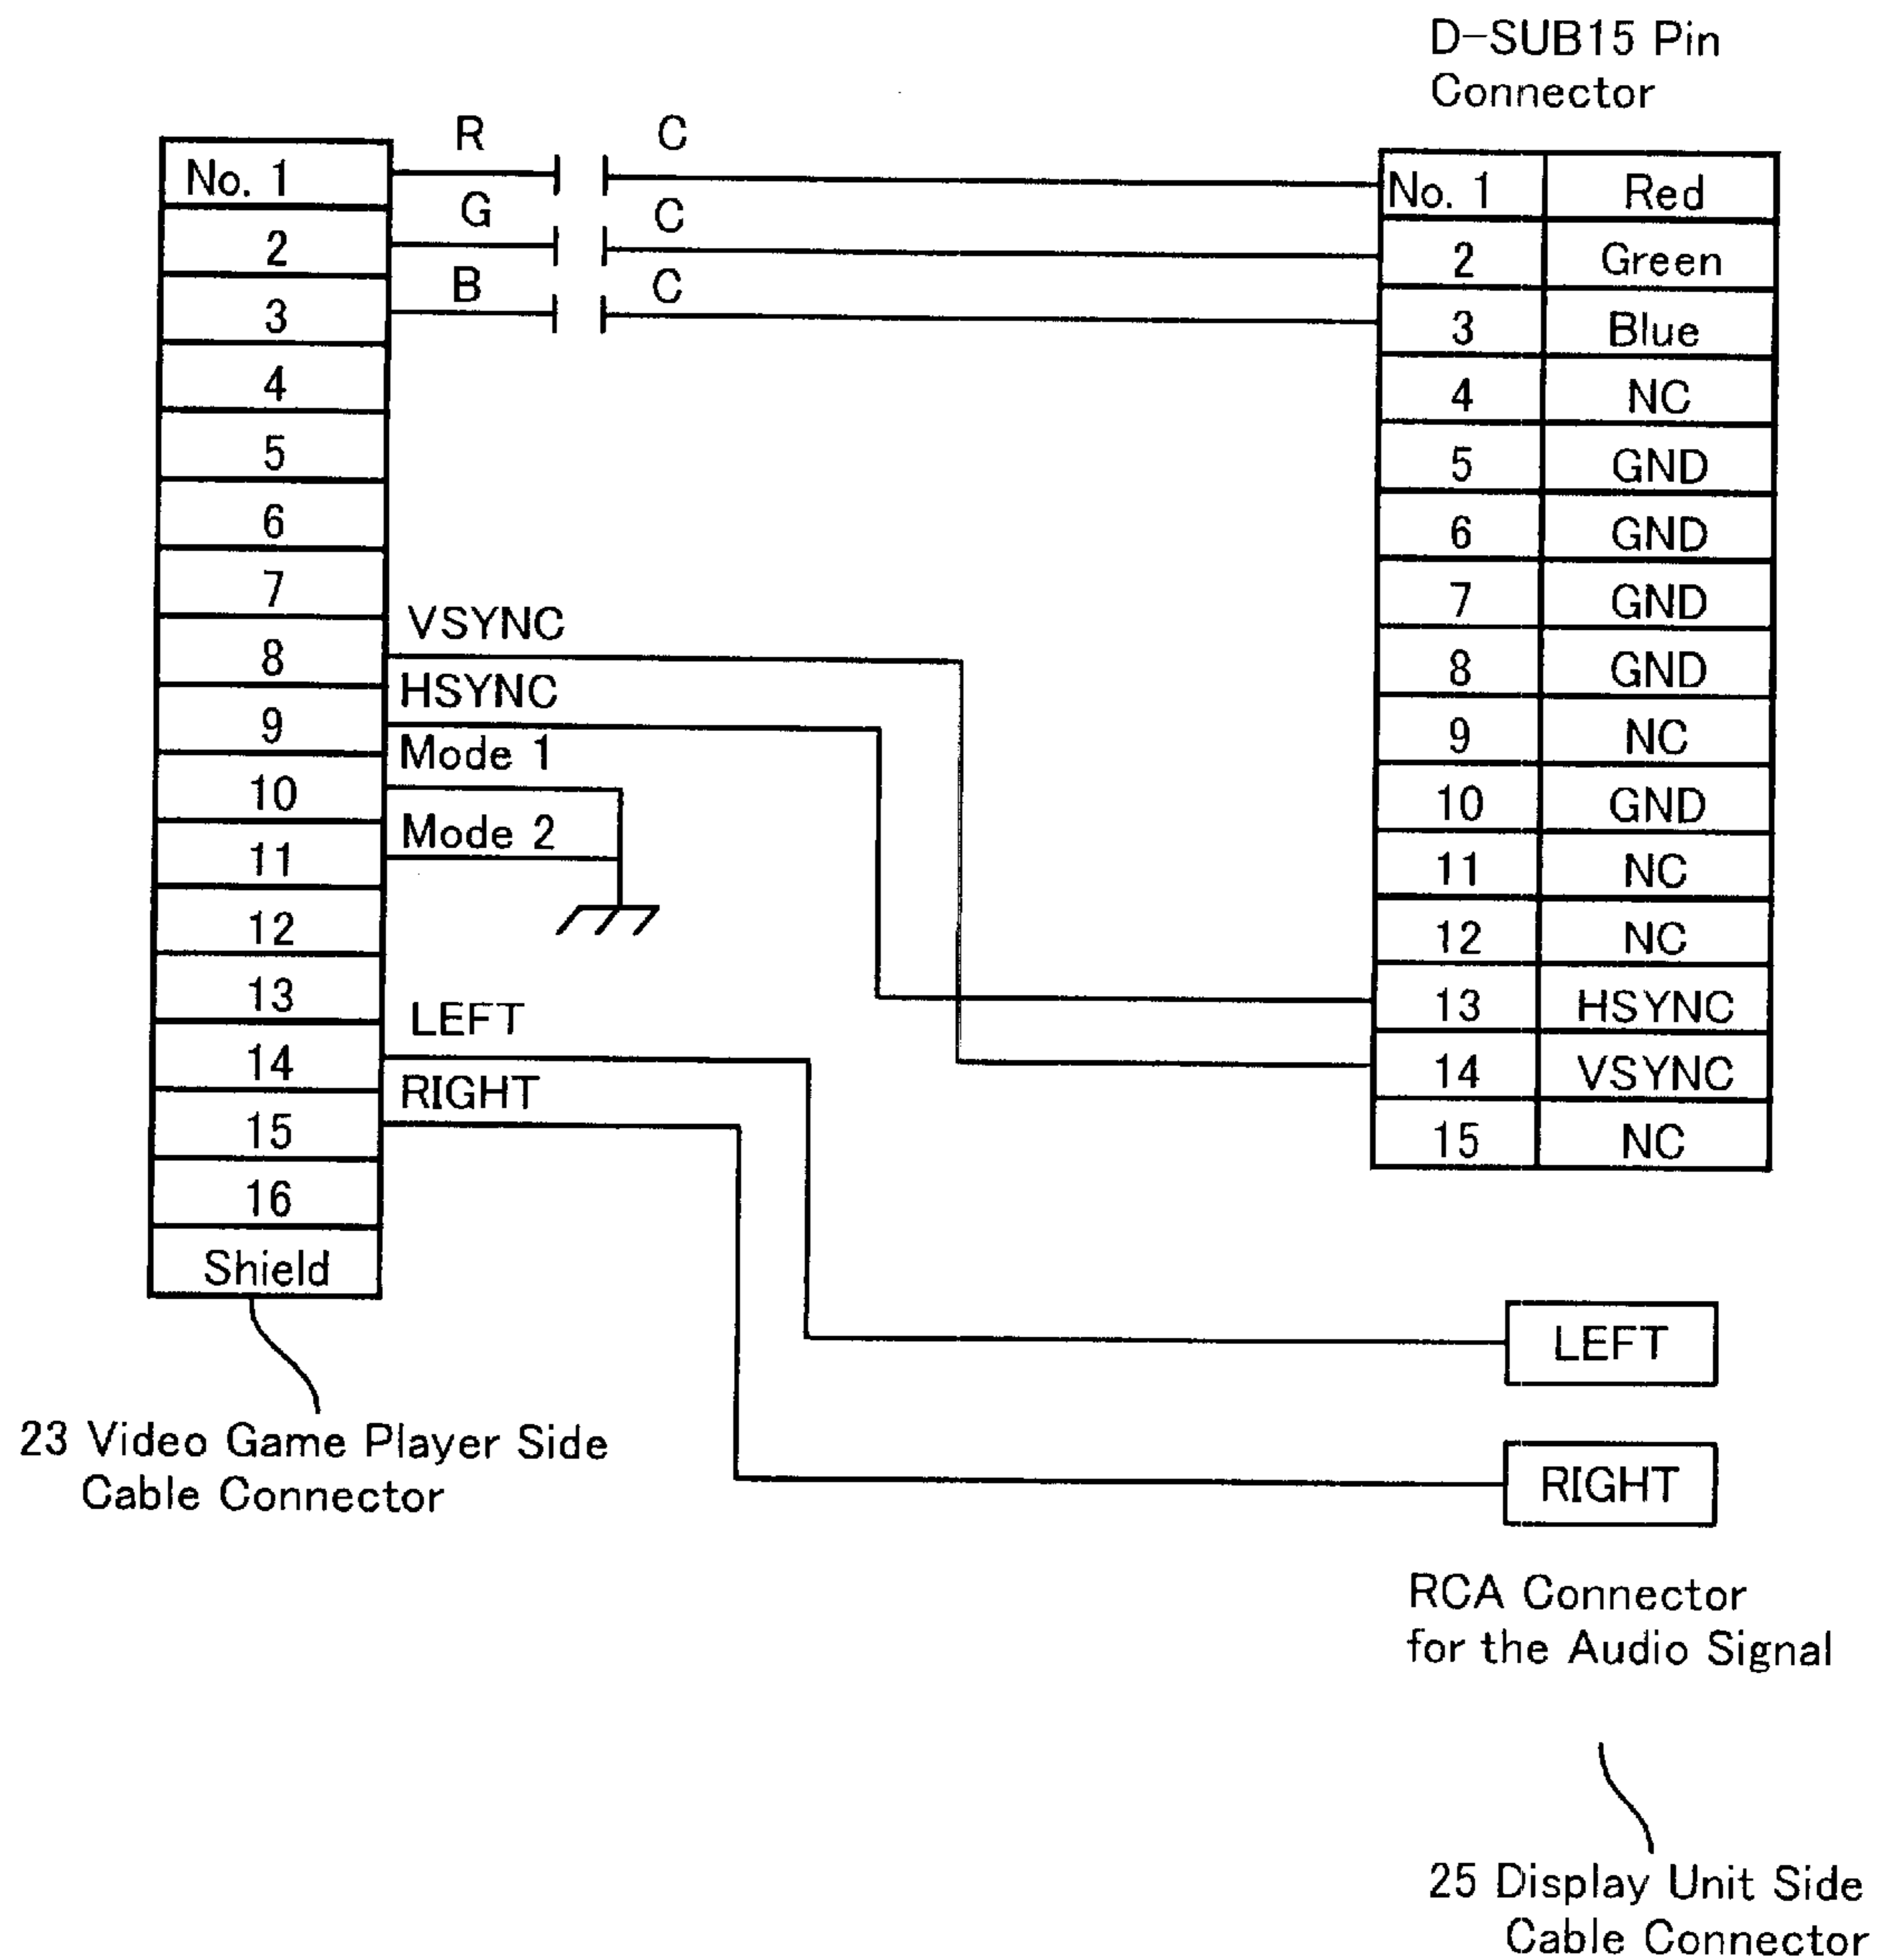 D-SUB15 Pin
Connector
R C
No. 1
G C
2
B C
3
4
5
6
7
VSYNC
8
HSYNC
9
Mode 1
10
Mode 2
11
12
13
LEFT
14
RIGHT
15
16
Shield
23 Video Game Player Side
Cable Connector
No. 1 Red
2 Green
3 Blue
4 NC
5 GND
6 GND
7 GND
8 GND
9 NC
10 GND
11 NC
12 NC
13 HSYNC
14 VSYNC
15 NC
LEFT
RIGHT
RCA Connector
for the Audio Signal
25 Display Unit Side
Cable Connector